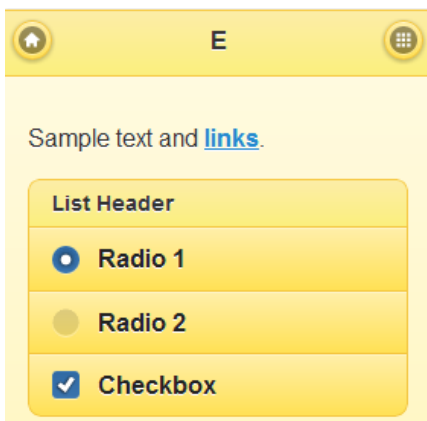 E
Sample text and links.
List Header
Radio 1
Radio 2
Checkbox